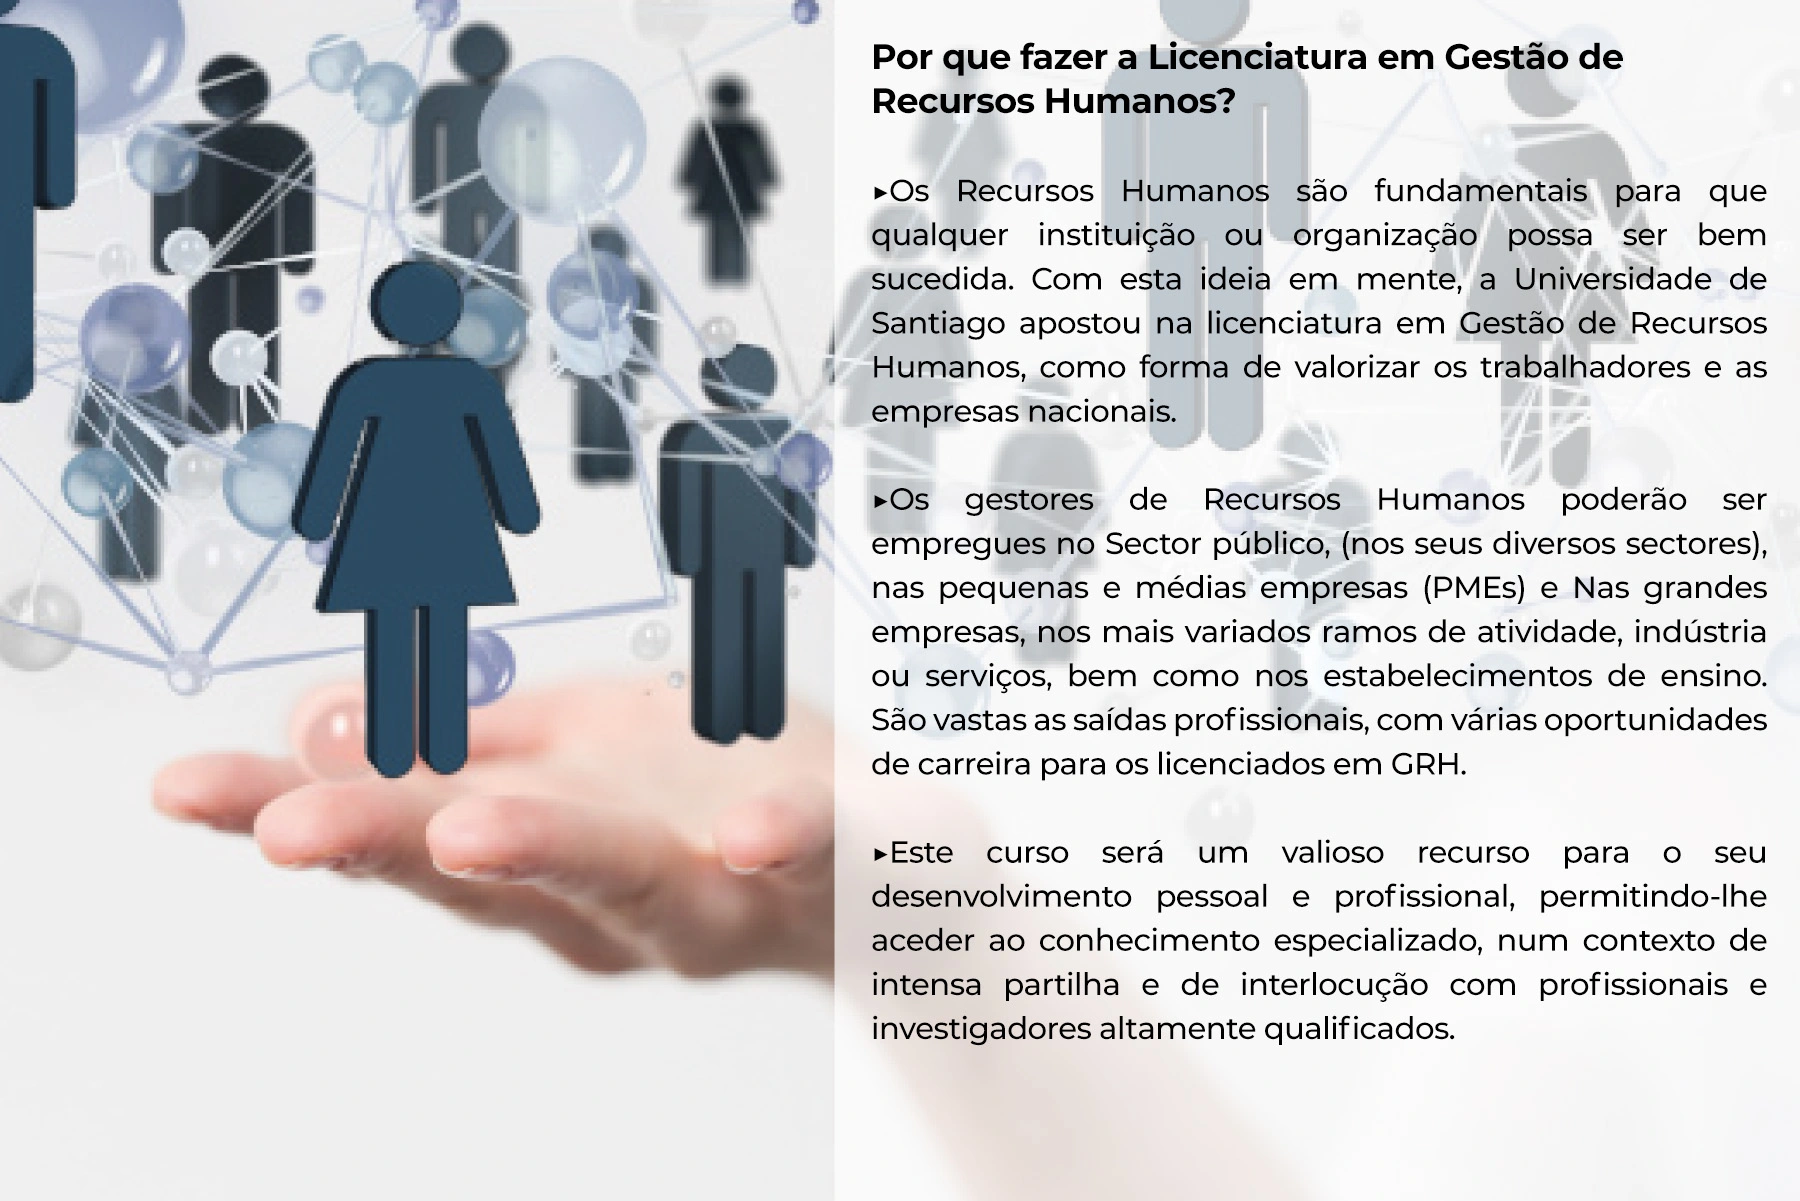 Por que fazer a Licenciatura em Gestão de
Recursos Humanos?
▸Os Recursos Humanos são fundamentais para que
qualquer instituição ou organização possa ser bem
sucedida. Com esta ideia em mente, a Universidade de
Santiago apostou na licenciatura em Gestão de Recursos
Humanos, como forma de valorizar os trabalhadores e as
empresas nacionais.
▸Os gestores de Recursos Humanos poderão ser
empregues no Sector público, (nos seus diversos sectores),
nas pequenas e médias empresas (PMEs) e Nas grandes
empresas, nos mais variados ramos de atividade, indústria
ou serviços, bem como nos estabelecimentos de ensino.
São vastas as saídas profissionais, com várias oportunidades
de carreira para os licenciados em GRH.
▸Este curso será um valioso recurso para o seu
desenvolvimento pessoal e profissional, permitindo-lhe
aceder ao conhecimento especializado, num contexto de
intensa partilha e de interlocução com profissionais e
investigadores altamente qualificados.